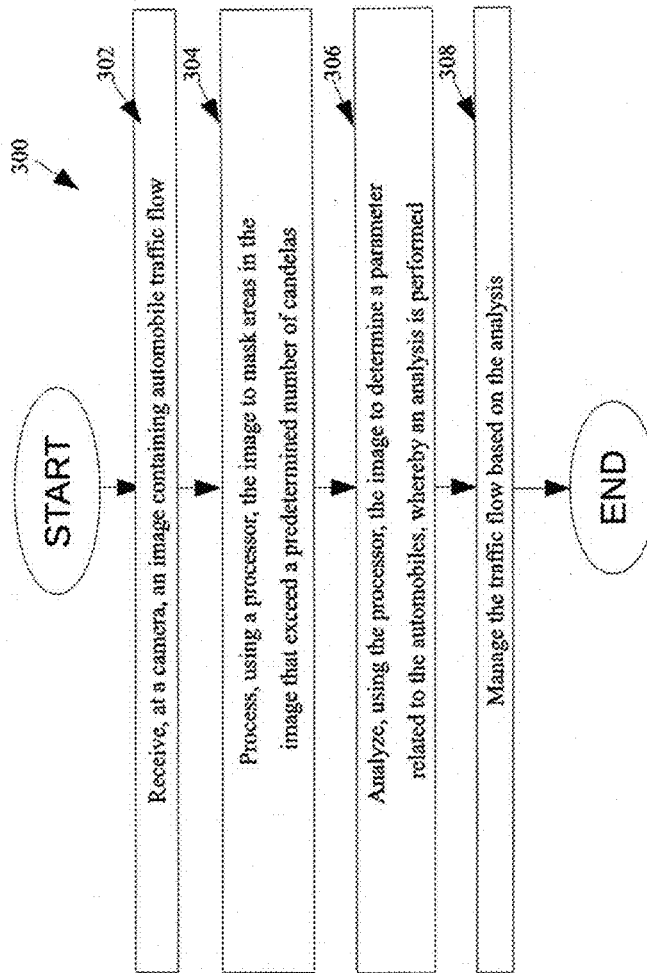 300
START
302
Receive, at a camera, an image containing automobile traffic flow
304
Process, using a processor, the image to mask areas in the
image that exceed a predetermined number of candelas
306
Analyze, using the processor, the image to determine a parameter
related to the automobiles, whereby an analysis is performed
308
Manage the traffic flow based on the analysis
END